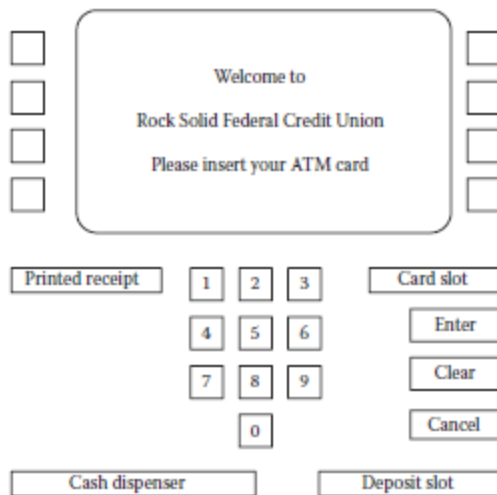 Welcome to
Rock Solid Federal Credit Union
Please insert your ATM card
Printed receipt
1 2 3
Card slot
4 5 6
Enter
7 8 9
Clear
0
Cancel
Cash dispenser
Deposit slot